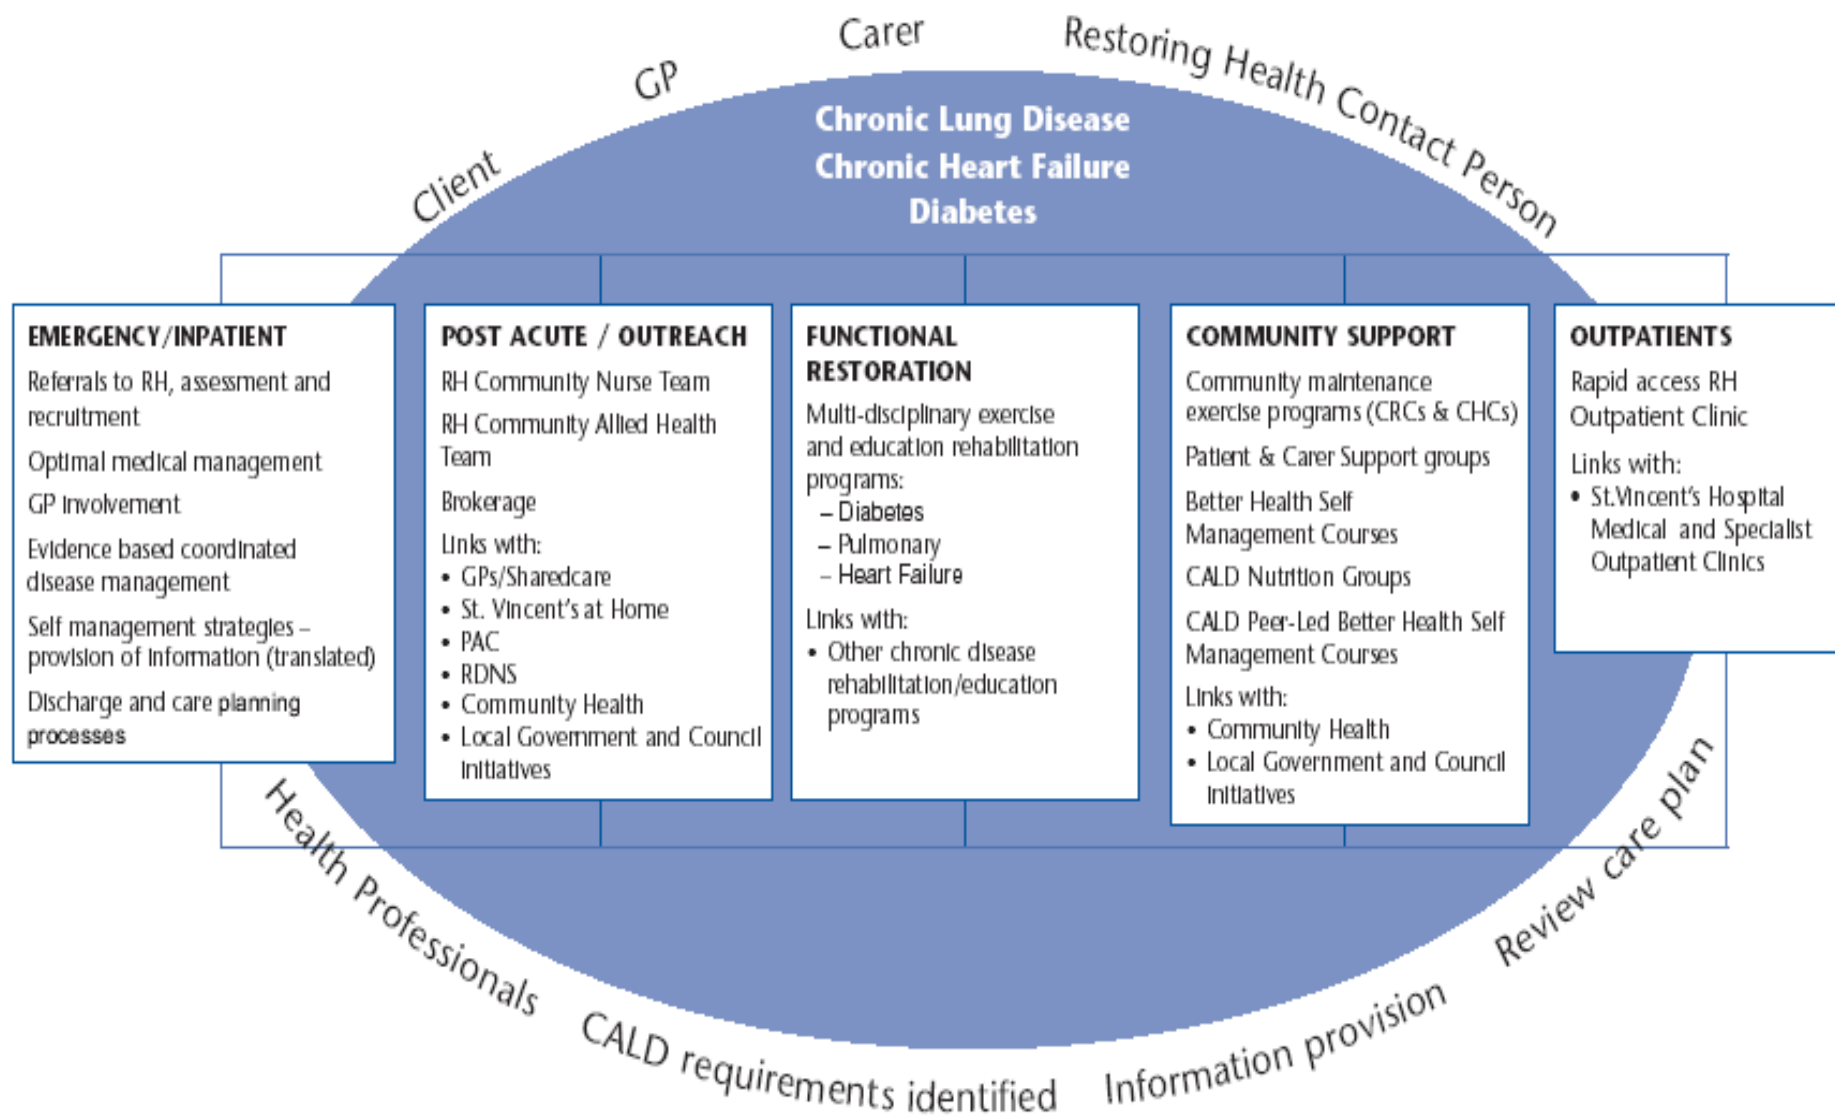 Client
GP
Carer
Restoring Health Contact Person
Chronic Lung Disease
Chronic Heart Failure
Diabetes
EMERGENCY/INPATIENT
Referrals to RH, assessment and
recruitment
Optimal medical management
GP involvement
Evidence based coordinated
disease management
Self management strategies –
provision of information (translated)
Discharge and care planning
processes
POST ACUTE / OUTREACH
RH Community Nurse Team
RH Community Allied Health
Team
Brokerage
Links with:
• GPs/Sharedcare
• St. Vincent's at Home
• PAC
• RDNS
• Community Health
• Local Government and Council
initiatives
FUNCTIONAL
RESTORATION
Multi-disciplinary exercise
and education rehabilitation
programs:
– Diabetes
– Pulmonary
– Heart Failure
Links with:
• Other chronic disease
rehabilitation/education
programs
COMMUNITY SUPPORT
Community maintenance
exercise programs (CRCs & CHCs)
Patient & Carer Support groups
Better Health Self
Management Courses
CALD Nutrition Groups
CALD Peer-Led Better Health Self
Management Courses
Links with:
• Community Health
• Local Government and Council
initiatives
OUTPATIENTS
Rapid access RH
Outpatient Clinic
Links with:
• St.Vincent's Hospital
Medical and Specialist
Outpatient Clinics
Health Professionals
CALD requirements identified
Information provision
Review care plan